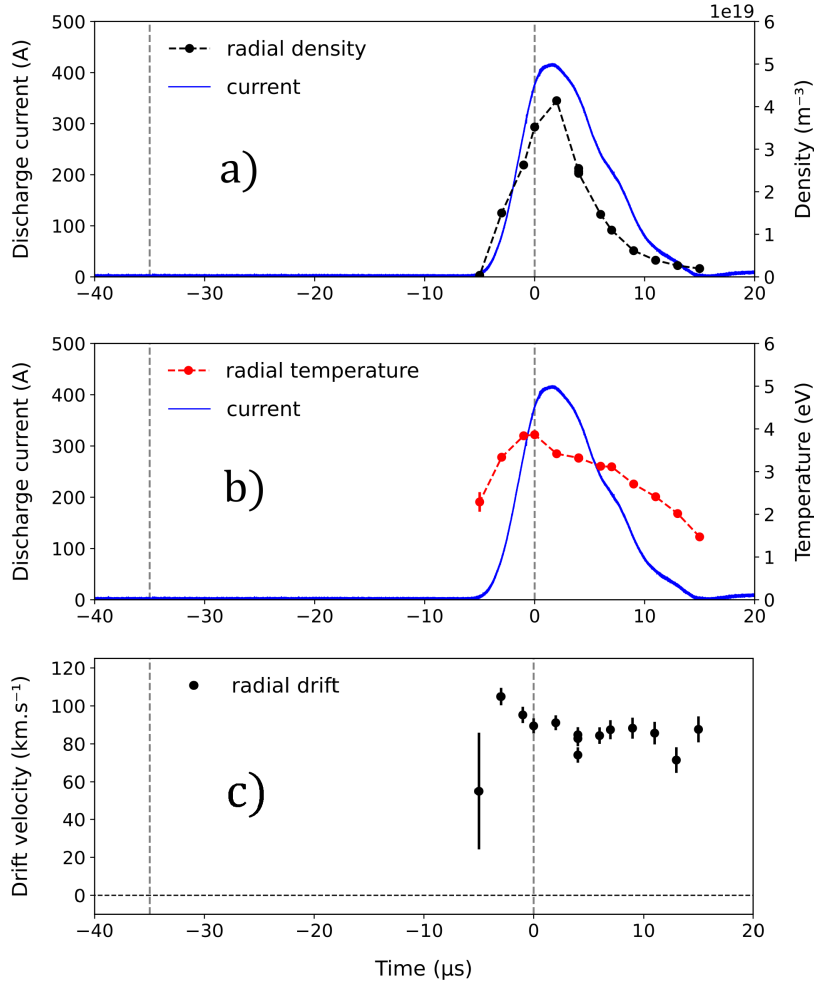 1e19
500 6
radial density
400 5
current
300 4
a)
200 3
2
100 1
0 0
−40 −30 −20 −10 0 10 20
Discharge current (A)
Density (m⁻³)
500 6
radial temperature
400 5
current
300 4
b)
200 3
2
100 1
0 0
−40 −30 −20 −10 0 10 20
Discharge current (A)
Temperature (eV)
120
radial drift
100
80
c)
60
40
20
0
−40 −30 −20 −10 0 10 20
Drift velocity (km.s⁻¹)
Time (μs)